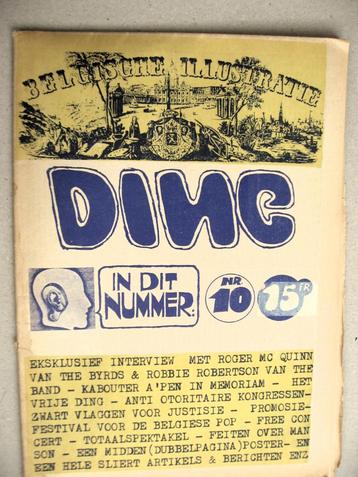 BELGISCHE ILLUSTRATIE
DING
IN DIT
NUMMER:
NR
10
15 FR
EKSKLUSIEF INTERVIEW MET ROGER MC QUINN
VAN THE BYRDS & ROBBIE ROBERTSON VAN THE
BAND - KABOUTER A'PEN IN MEMORIAM - HET
VRIJE DING - ANTI OTORITAIRE KONGRESSEN-
ZWART VLAGGEN VOOR JUSTISIE - PROMOSIE-
FESTIVAL VOOR DE BELGIESE POP - FREE CON
CERT - TOTAALSPEKTAKEL - FEITEN OVER MAN
SON - EEN MIDDEN(DUBBELPAGINA)POSTER- EN
EEN HELE SLIERT ARTIKELS & BERICHTEN ENZ